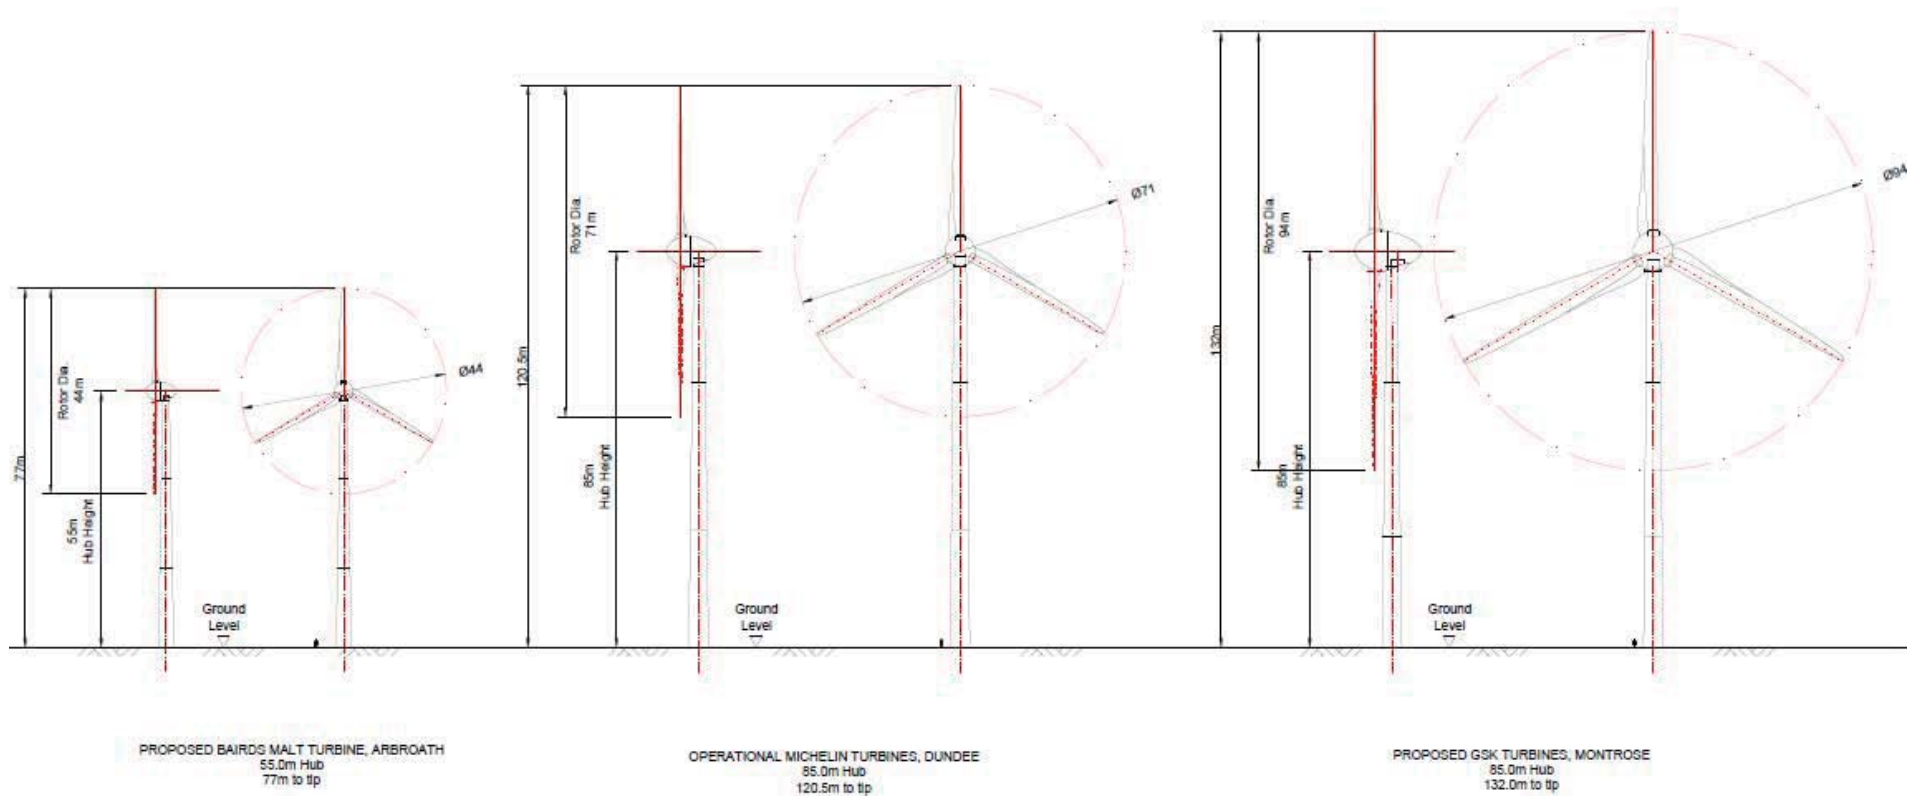 77m
Rotor Dia.
44m
55m
Hub Height
Ø44
Ground
Level
PROPOSED BAIRDS MALT TURBINE, ARBROATH
55.0m Hub
77m to tip
120.5m
Rotor Dia.
71m
85m
Hub Height
Ø71
Ground
Level
OPERATIONAL MICHELIN TURBINES, DUNDEE
85.0m Hub
120.5m to tip
132m
Rotor Dia.
94m
85m
Hub Height
Ø94
Ground
Level
PROPOSED GSK TURBINES, MONTROSE
85.0m Hub
132.0m to tip